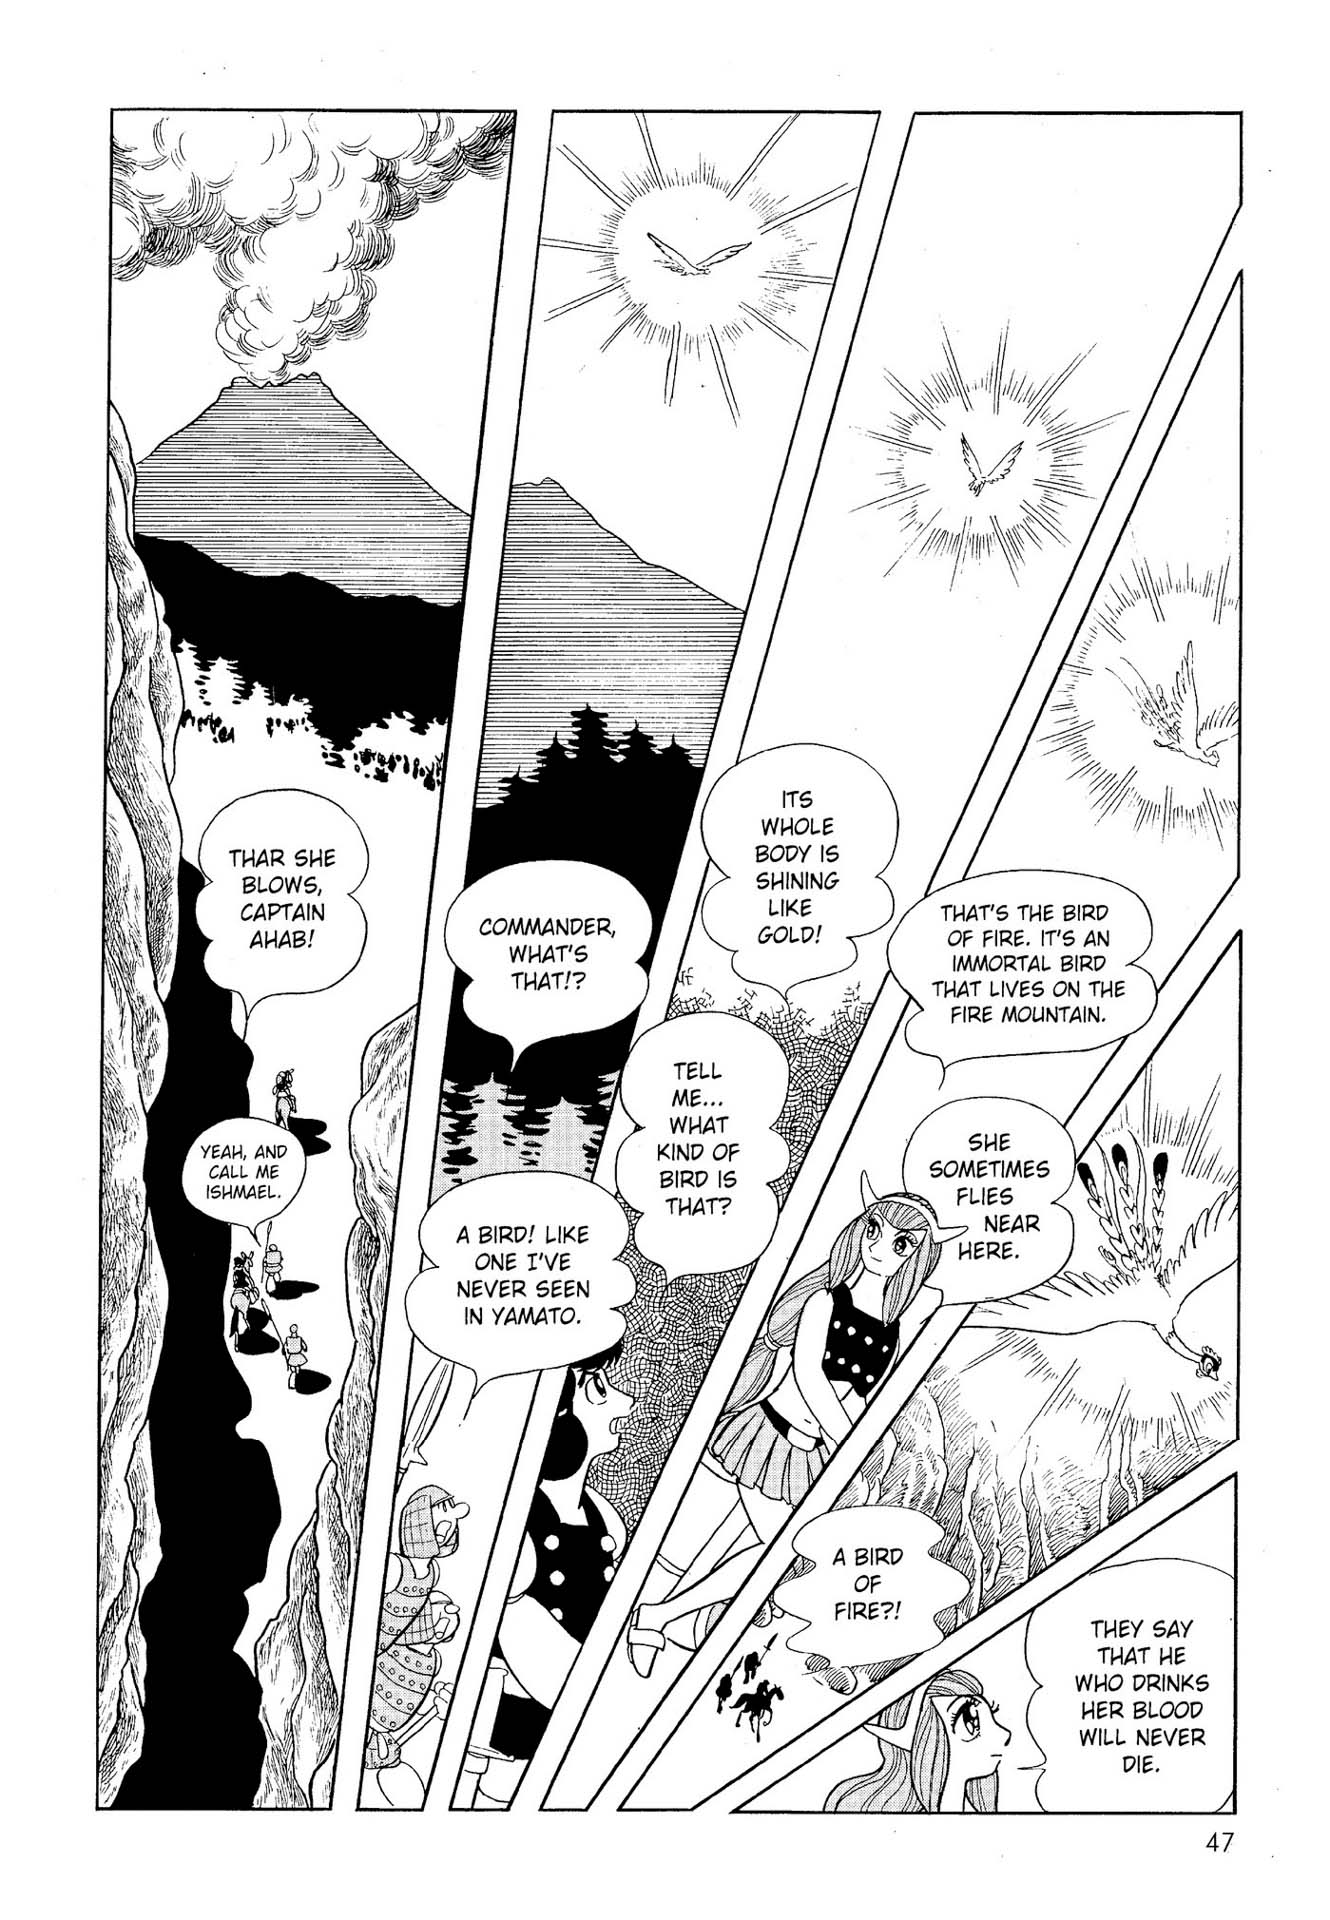 THAR SHE
BLOWS,
CAPTAIN
AHAB!
YEAH, AND
CALL ME
ISHMAEL.
COMMANDER,
WHAT'S
THAT!?
A BIRD! LIKE
ONE I'VE
NEVER SEEN
IN YAMATO.
ITS
WHOLE
BODY IS
SHINING
LIKE
GOLD!
TELL
ME...
WHAT
KIND OF
BIRD IS
THAT?
THAT'S THE BIRD
OF FIRE. IT'S AN
IMMORTAL BIRD
THAT LIVES ON THE
FIRE MOUNTAIN.
SHE
SOMETIMES
FLIES
NEAR
HERE.
A BIRD
OF
FIRE?!
THEY SAY
THAT HE
WHO DRINKS
HER BLOOD
WILL NEVER
DIE.
47